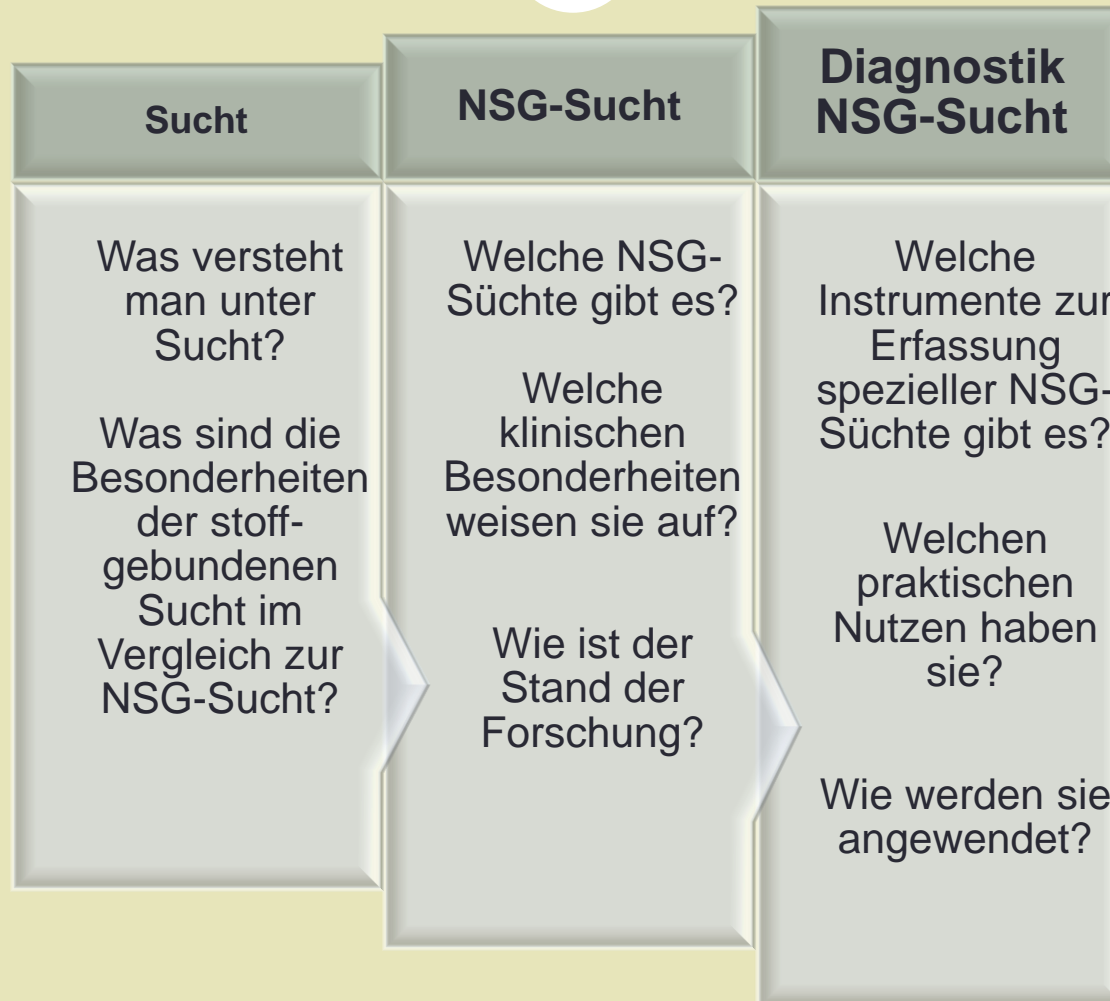 Sucht
Was versteht
man unter
Sucht?
Was sind die
Besonderheiten
der stoff-
gebundenen
Sucht im
Vergleich zur
NSG-Sucht?
NSG-Sucht
Welche NSG-
Süchte gibt es?
Welche
klinischen
Besonderheiten
weisen sie auf?
Wie ist der
Stand der
Forschung?
Diagnostik
NSG-Sucht
Welche
Instrumente zur
Erfassung
spezieller NSG-
Süchte gibt es?
Welchen
praktischen
Nutzen haben
sie?
Wie werden sie
angewendet?